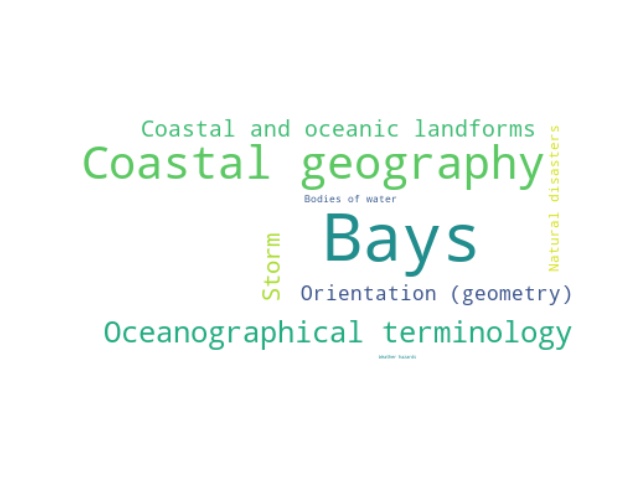 Coastal and oceanic landforms
Coastal geography
Natural disasters
Bodies of water
Bays
Storm
Orientation (geometry)
Oceanographical terminology
Weather hazards